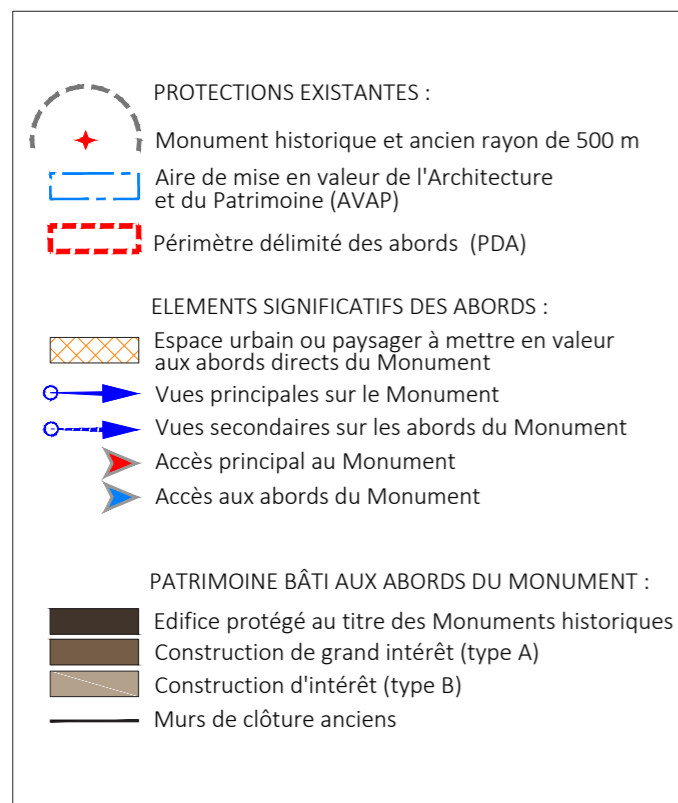 PROTECTIONS EXISTANTES :
Monument historique et ancien rayon de 500 m
Aire de mise en valeur de l'Architecture
et du Patrimoine (AVAP)
Périmètre délimité des abords (PDA)
ELEMENTS SIGNIFICATIFS DES ABORDS :
Espace urbain ou paysager à mettre en valeur
aux abords directs du Monument
Vues principales sur le Monument
Vues secondaires sur les abords du Monument
Accès principal au Monument
Accès aux abords du Monument
PATRIMOINE BÂTI AUX ABORDS DU MONUMENT :
Edifice protégé au titre des Monuments historiques
Construction de grand intérêt (type A)
Construction d'intérêt (type B)
Murs de clôture anciens